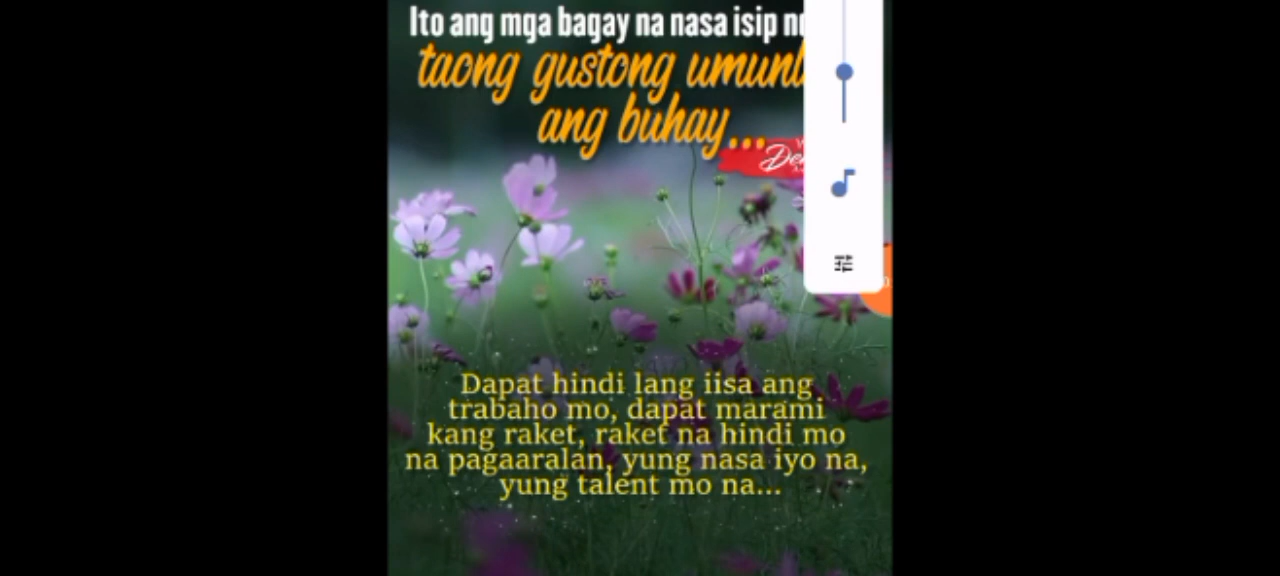 Ito ang mga bagay na nasa isip
taong gustong
ang buhay...
Dapat hindi lang iisa ang
trabaho mo, dapat marami
kang raket, raket na hindi mo
na pagaaralan, yung nasa iyo na,
yung talent mo na...